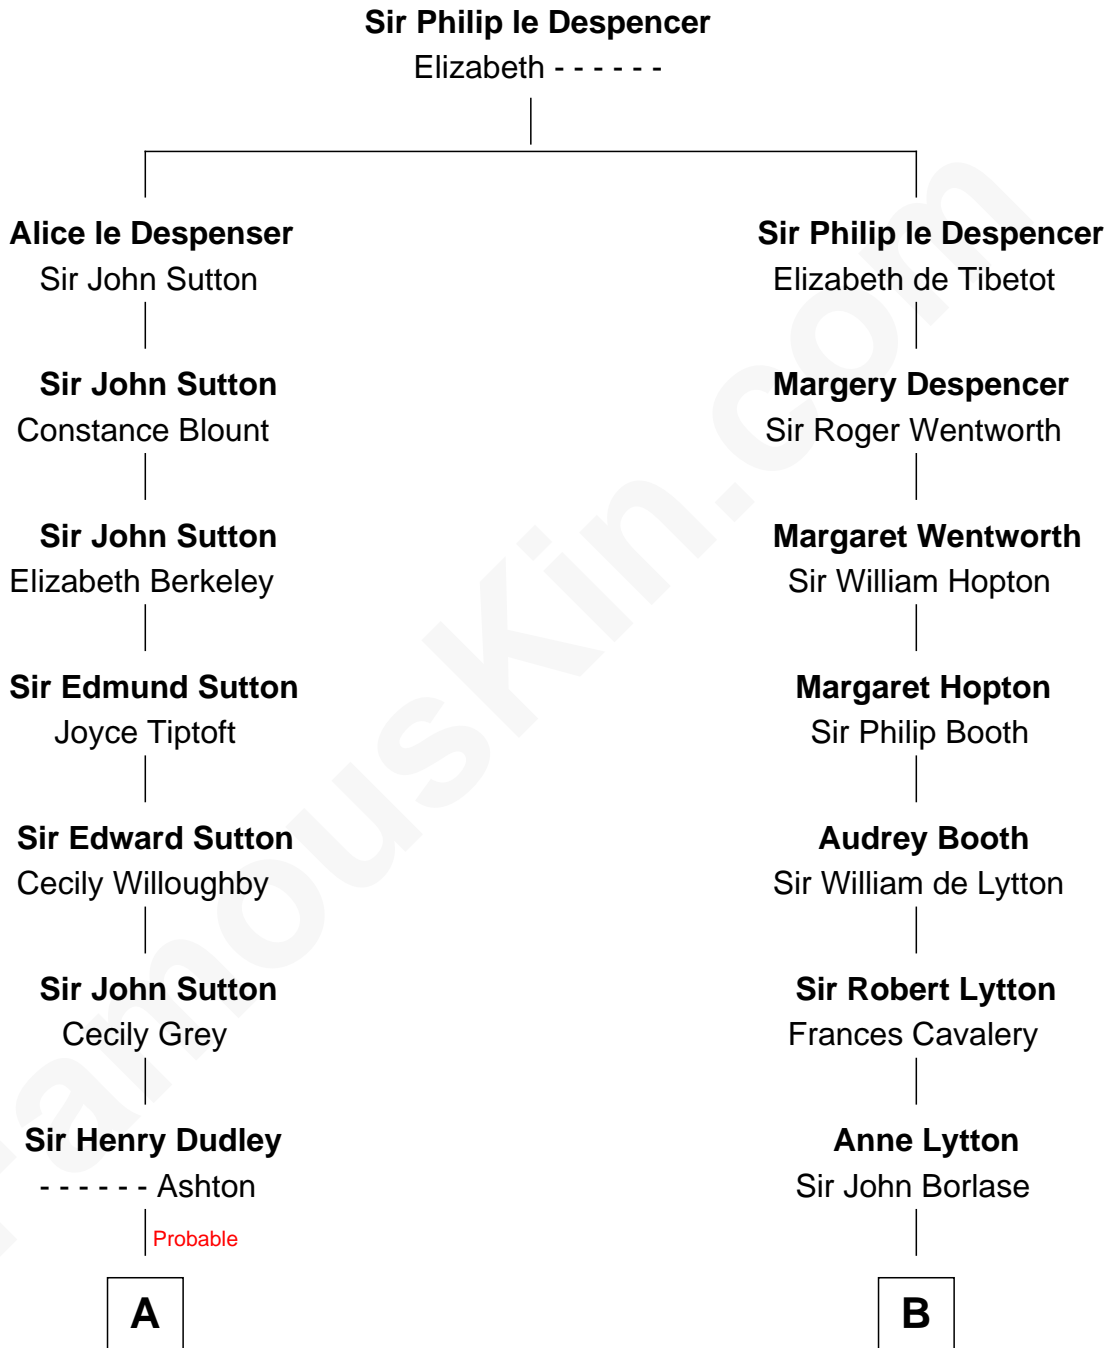 Sir Philip le Despencer
Elizabeth - - - - - -
Alice le Despenser
Sir John Sutton
Sir Philip le Despencer
Elizabeth de Tibetot
Sir John Sutton
Constance Blount
Margery Despencer
Sir Roger Wentworth
Sir John Sutton
Elizabeth Berkeley
Margaret Wentworth
Sir William Hopton
Sir Edmund Sutton
Joyce Tiptoft
Margaret Hopton
Sir Philip Booth
Sir Edward Sutton
Cecily Willoughby
Audrey Booth
Sir William de Lytton
Sir John Sutton
Cecily Grey
Sir Robert Lytton
Frances Cavalery
Sir Henry Dudley
- - - - - - Ashton
Anne Lytton
Sir John Borlase
Probable
A
B
FamousKin.com